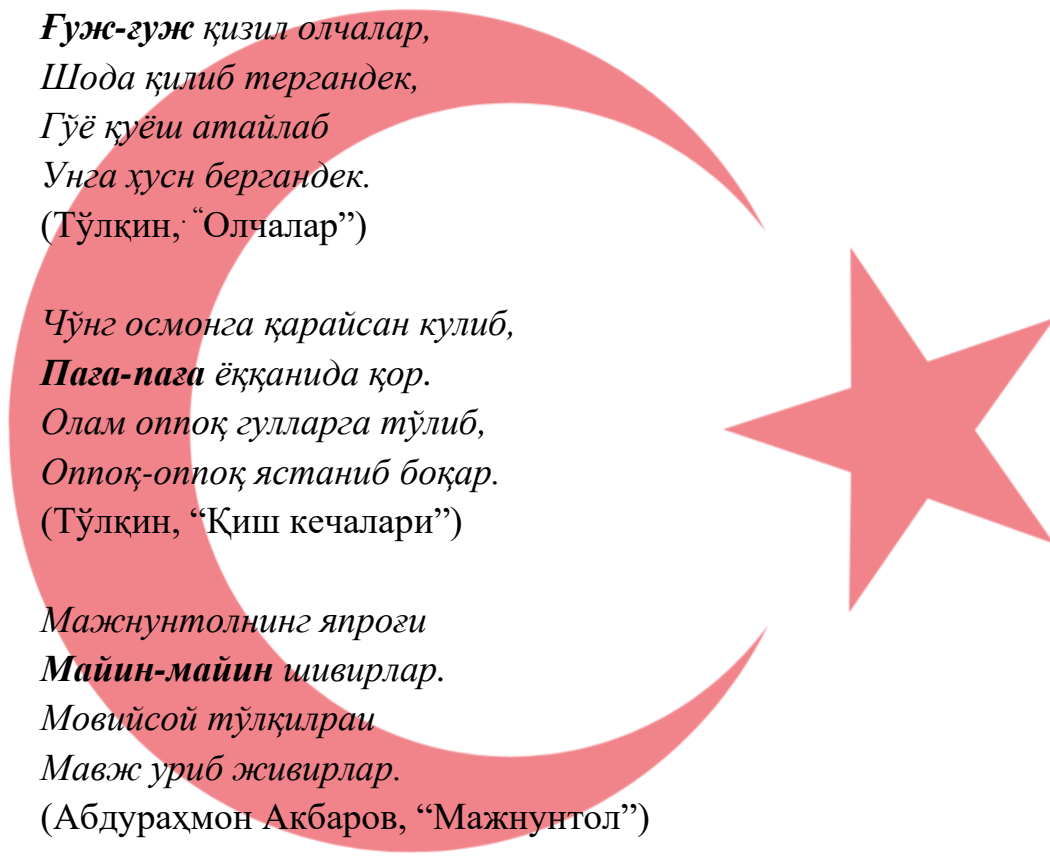 Ғуж-ғуж қизил олчалар,
Шода қилиб тергандек,
Гўё қуёш атайлаб
Унга ҳусн бергандек.
(Тўлқин,· “Олчалар”)
Чўнг осмонга қарайсан кулиб,
Паға-паға ёққанида қор.
Олам оппоқ гулларга тўлиб,
Оппоқ-оппоқ ястаниб боқар.
(Тўлқин, “Қиш кечалари”)
Мажнунтолнинг япроғи
Майин-майин шивирлар.
Мовийсой тўлқилраи
Мавж уриб живирлар.
(Абдураҳмон Акбаров, “Мажнунтол”)